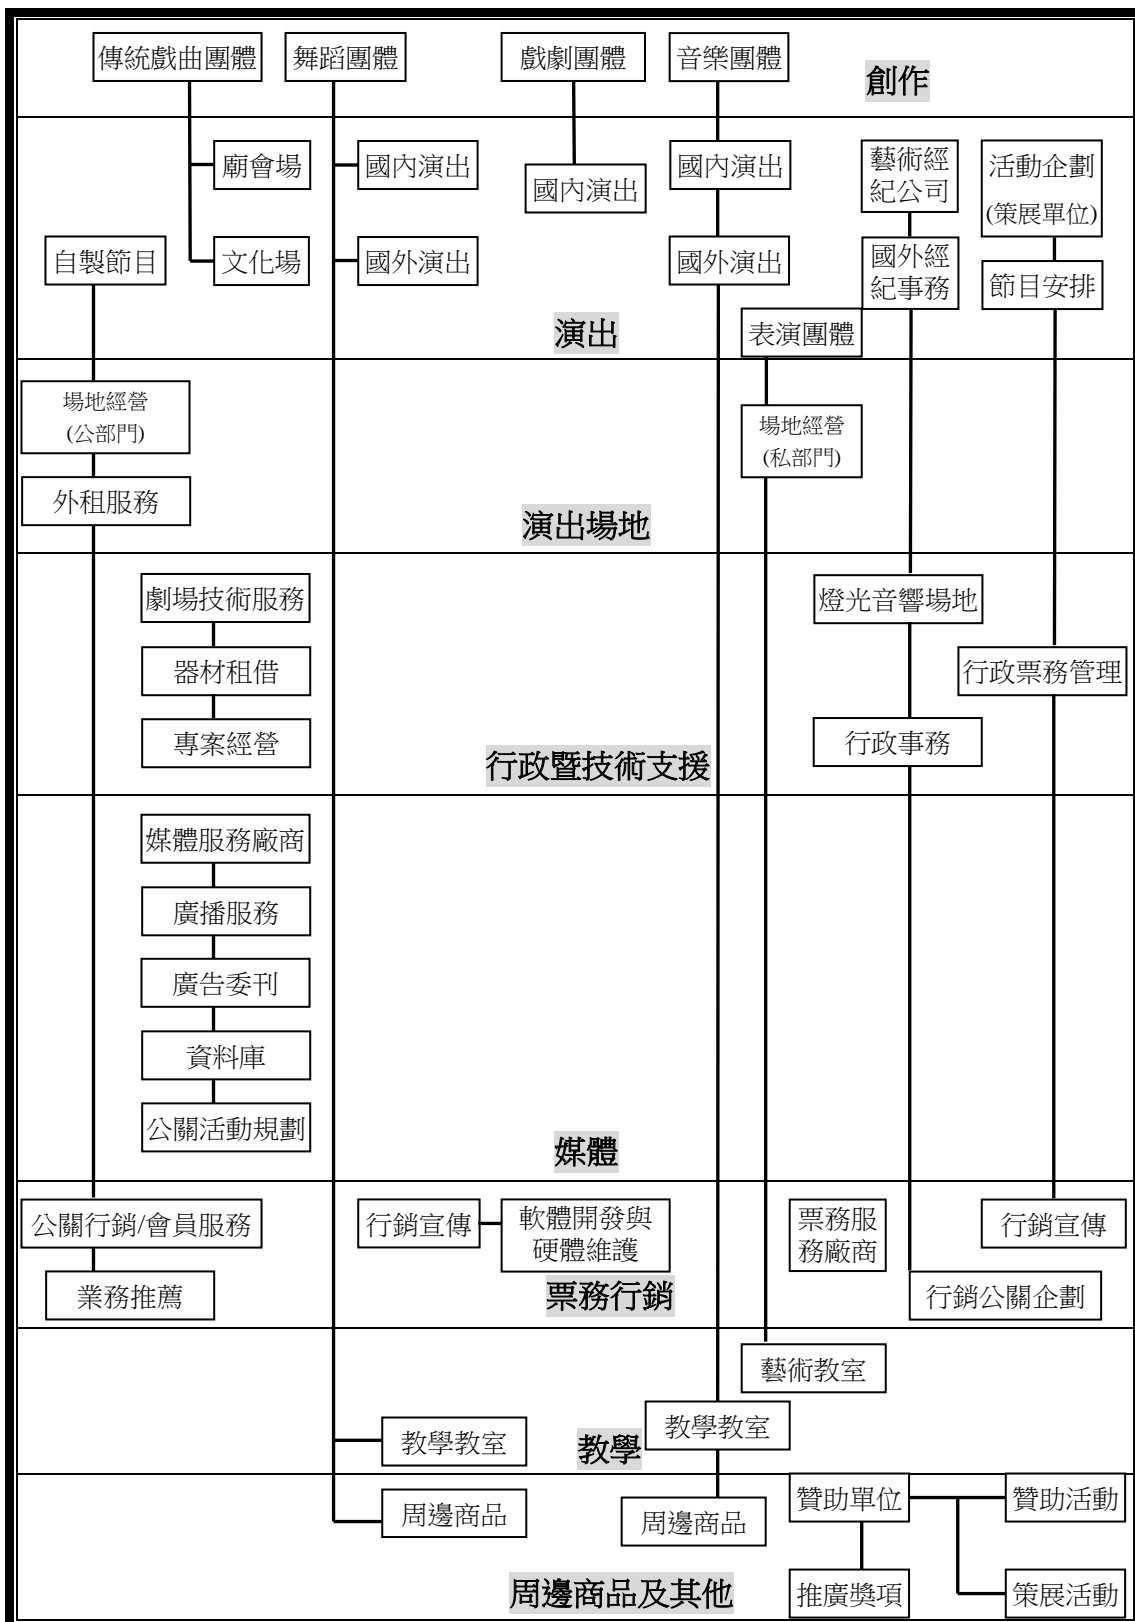 傳統戲曲團體
舞蹈團體
戲劇團體
音樂團體
創作
廟會場
國內演出
國內演出
國內演出
藝術經
紀公司
活動企劃
(策展單位)
自製節目
文化場
國外演出
國外演出
國外經
紀事務
節目安排
演出
表演團體
場地經營
(公部門)
場地經營
(私部門)
外租服務
演出場地
劇場技術服務
燈光音響場地
器材租借
行政票務管理
專案經營
行政事務
行政暨技術支援
媒體服務廠商
廣播服務
廣告委刊
資料庫
公關活動規劃
媒體
公關行銷/會員服務
行銷宣傳
軟體開發與
硬體維護
票務服
務廠商
行銷宣傳
業務推薦
票務行銷
行銷公關企劃
藝術教室
教學教室
教學
教學教室
周邊商品
周邊商品
贊助單位
贊助活動
周邊商品及其他
推廣獎項
策展活動